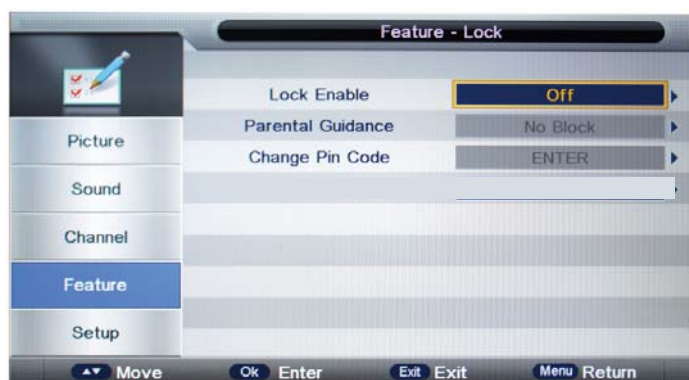 Feature - Lock
Lock Enable Off
Parental Guidance No Block
Change Pin Code ENTER
Picture
Sound
Channel
Feature
Setup
Move Ok Enter Exit Exit Menu Return